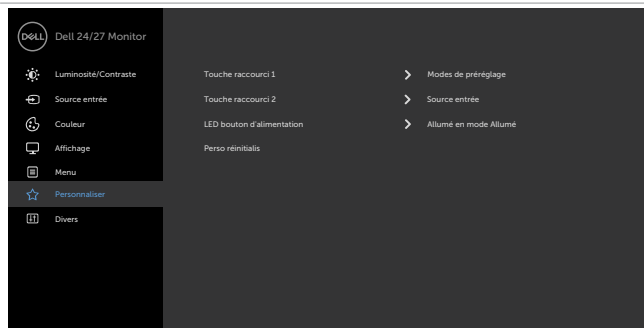 DELL Dell 24/27 Monitor
Luminosité/Contraste
Source entrée
Couleur
Affichage
Menu
Personnaliser
Divers
Touche raccourci 1 Modes de préréglage
Touche raccourci 2 Source entrée
LED bouton d'alimentation Allumé en mode Allumé
Perso réinitialis